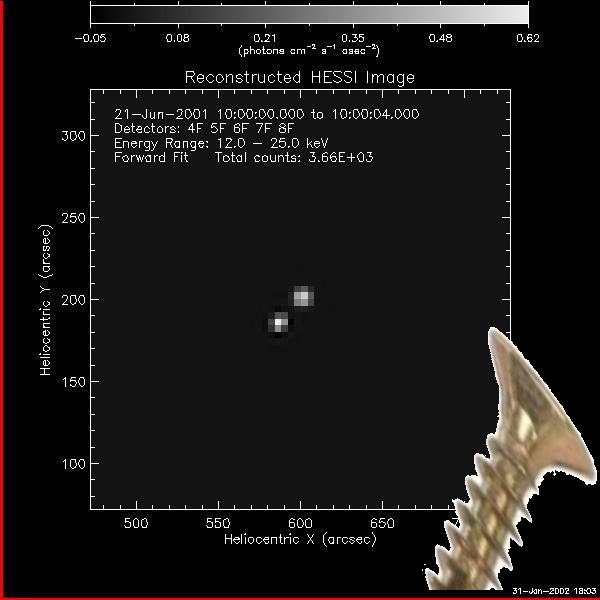 -0.05 0.08 0.21 0.35 0.48 0.62
(photons cm⁻² s⁻¹ asec⁻²)
Reconstructed HESSI Image
21-Jun-2001 10:00:00.000 to 10:00:04.000
Detectors: 4F 5F 6F 7F 8F
Energy Range: 12.0 - 25.0 keV
Forward Fit Total counts: 3.66E+03
300
250
200
150
100
Heliocentric Y (arcsec)
500 550 600 650
Heliocentric X (arcsec)
31-Jan-2002 18:03